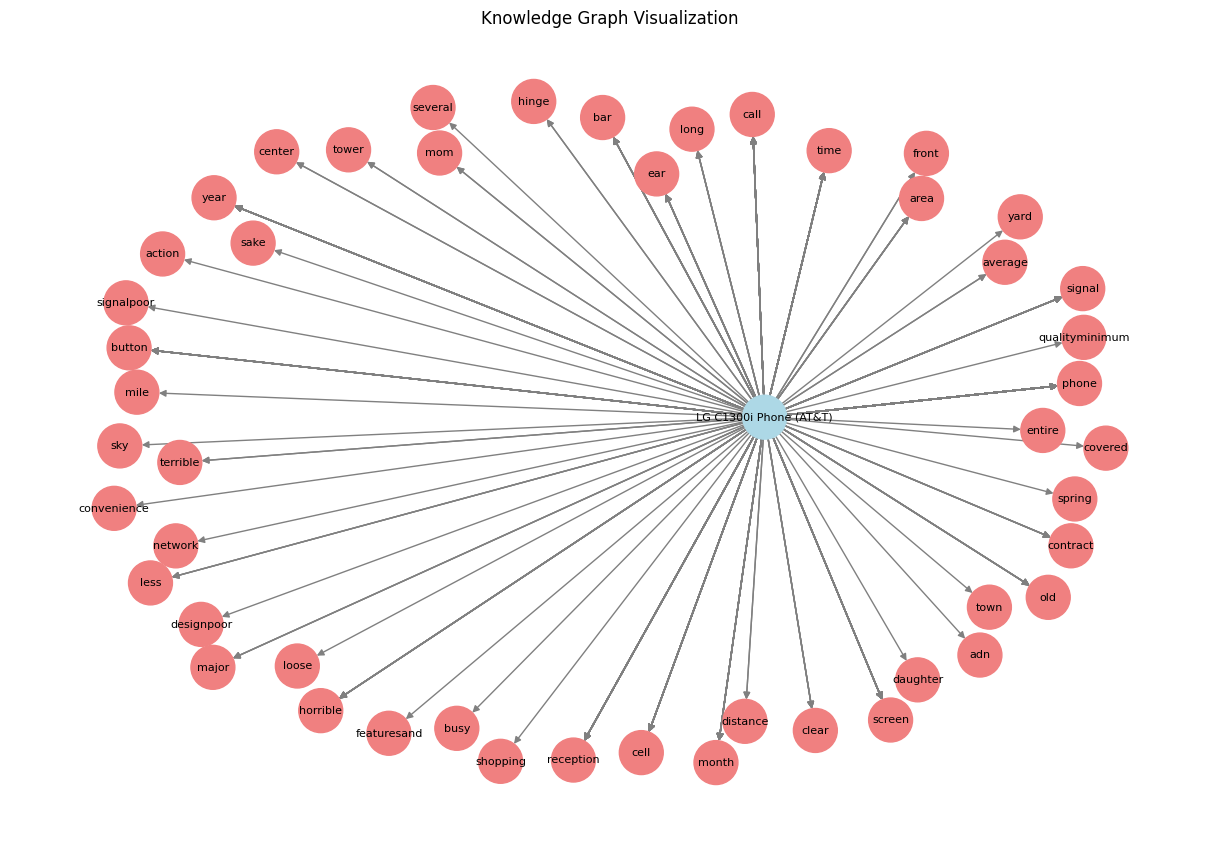 Knowledge Graph Visualization
hinge
several
call
bar
long
time
tower
center
mom
front
ear
year
area
yard
sake
action
average
signal
signalpoor
qualityminimum
button
phone
mile
LG C1300i Phone (AT&T)
entire
sky
covered
terrible
spring
convenience
network
contract
less
old
town
designpoor
adn
loose
major
daughter
horrible
screen
distance
busy
clear
featuresand
cell
reception
shopping
month